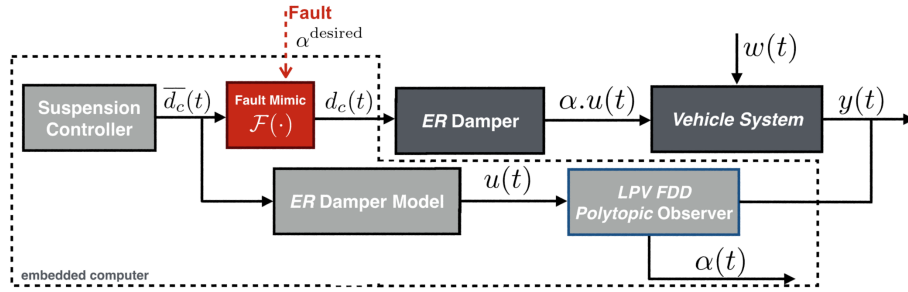 Fault
α^desired
w(t)
Suspension
Controller
\overline{d_c}(t)
Fault Mimic
\mathcal{F}(·)
d_c(t)
ER Damper
α.u(t)
Vehicle System
y(t)
ER Damper Model
u(t)
LPV FDD
Polytopic Observer
α(t)
embedded computer